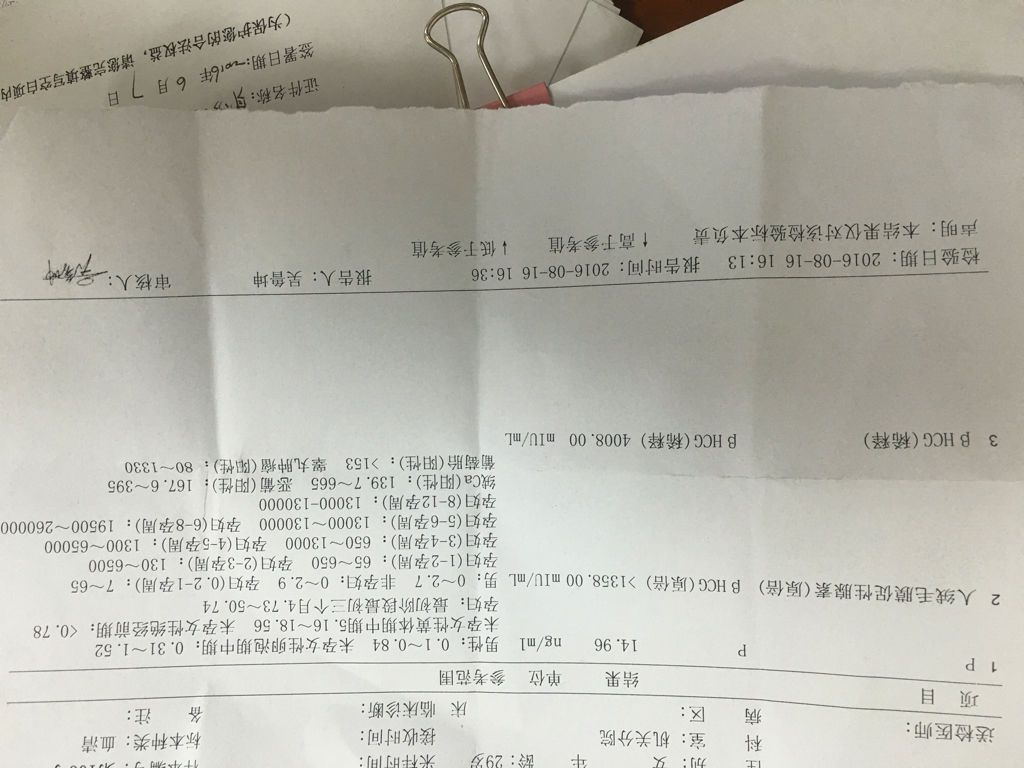 性 别: 女 年 龄: 29岁 采样时间: 样本编号:
科 室: 机关分院 接收时间: 标本种类: 血清
送检医师: 病 区: 床 临床诊断: 备 注:
项 目 结果 单位 参考范围
1 P P 14.96 ng/ml 男性: 0.1~0.84 未孕女性卵泡期中期: 0.31~1.52
未孕女性黄体期中期5.16~18.56 未孕女性绝经前期: <0.78
孕妇: 最初阶段最初三个月4.73~50.74
2 人绒毛膜促性腺素(原倍) β HCG(原倍) >1358.00 mIU/mL 男: 0~2.7 非孕妇: 0~2.9 孕妇(0.2-1孕周): 7~65
孕妇(1-2孕周): 65~650 孕妇(2-3孕周): 130~6500
孕妇(3-4孕周): 650~13000 孕妇(4-5孕周): 1300~65000
孕妇(5-6孕周): 13000~130000 孕妇(6-8孕周): 19500~260000
孕妇(8-12孕周): 13000-130000
绒Ca(阳性): 139.7~665 恶葡(阳性): 167.6~395
葡萄胎(阳性): >153 睾丸肿瘤(阳性): 80~1330
3 β HCG(稀释) β HCG(稀释) 4008.00 mIU/mL
检验日期: 2016-08-16 16:13 报告时间: 2016-08-16 16:36 报告人: 吴鲁坤 审核人:
声明: 本结果仅对该检验标本负责 ↑高于参考值 ↓低于参考值
证件名称:
签署日期: 2016年 6 月 7 日
(为保护您的合法权益, 请您完整填写空白项内